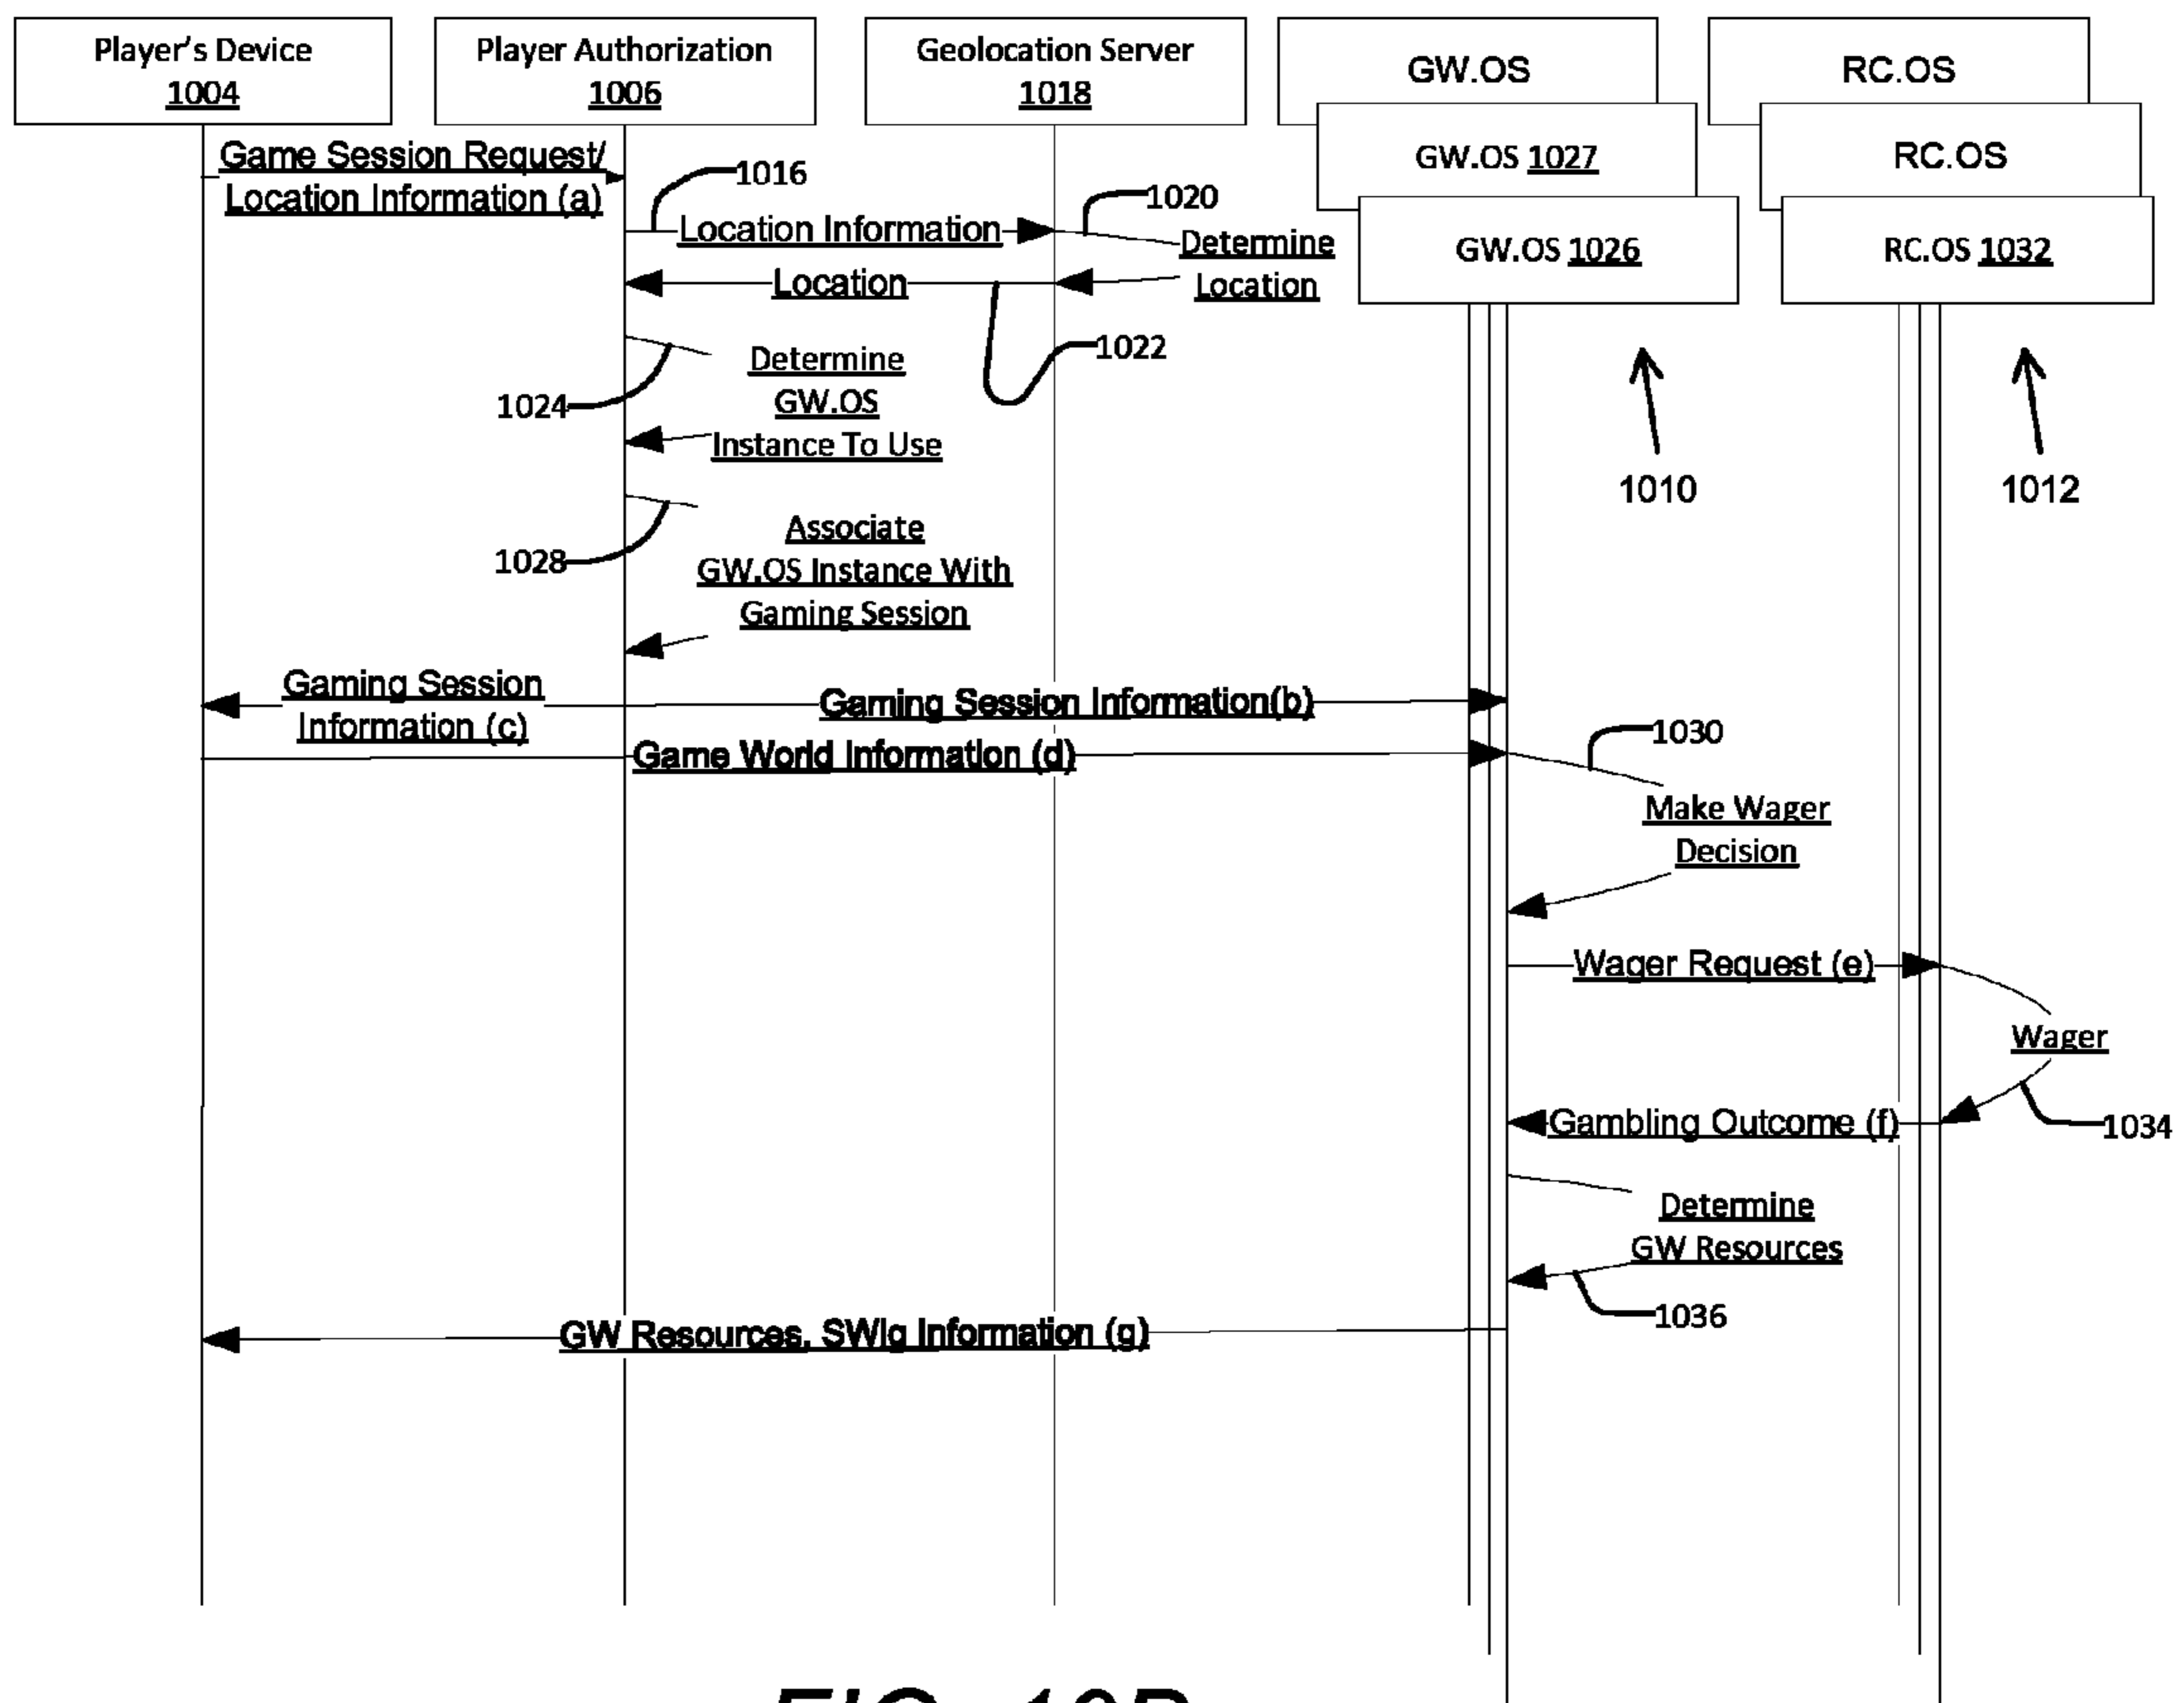 Player's Device
1004
Player Authorization
1006
Geolocation Server
1018
GW.OS
GW.OS 1027
GW.OS 1026
RC.OS
RC.OS
RC.OS 1032
Game Session Request/
Location Information (a)
1016
Location Information
1020
Determine
Location
Location
1022
1024
Determine
GW.OS
Instance To Use
1010
1012
1028
Associate
GW.OS Instance With
Gaming Session
Gaming Session
Information (c)
Gaming Session Information(b)
Game World Information (d)
1030
Make Wager
Decision
Wager Request (e)
Wager
1034
Gambling Outcome (f)
Determine
GW Resources
1036
GW Resources, SWIg Information (g)